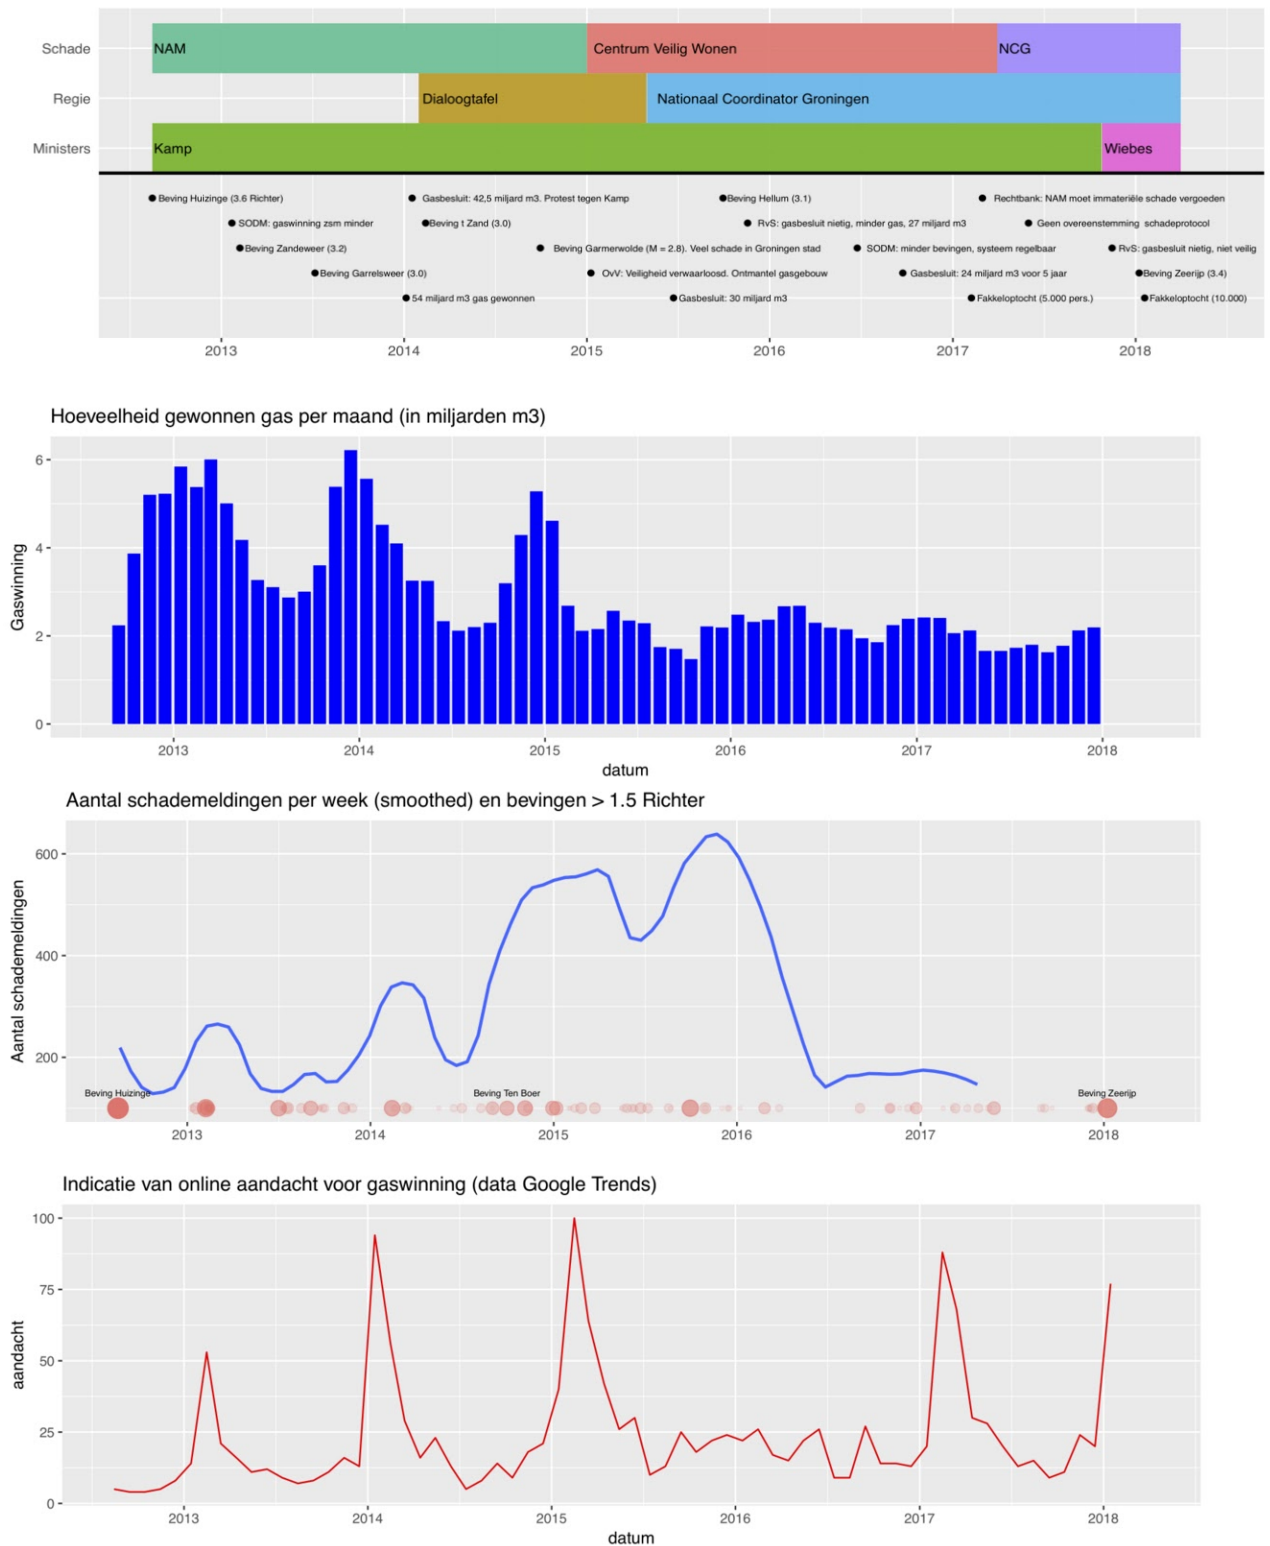 Schade NAM Centrum Veilig Wonen NCG
Regie Dialoogtafel Nationaal Coordinator Groningen
Ministers Kamp Wiebes
Beving Huizinge (3.6 Richter) Gasbesluit: 42,5 miljard m3. Protest tegen Kamp Beving Hellum (3.1) Rechtbank: NAM moet immateriële schade vergoeden
SODM: gaswinning zsm minder Beving t Zand (3.0) RvS: gasbesluit nietig, minder gas, 27 miljard m3 Geen overeenstemming schadeprotocol
Beving Zandeweer (3.2) Beving Garmerwolde (M = 2.8). Veel schade in Groningen stad SODM: minder bevingen, systeem regelbaar RvS: gasbesluit nietig, niet veilig
Beving Garrelsweer (3.0) OvV: Veiligheid verwaarloosd. Ontmantel gasgebouw Gasbesluit: 24 miljard m3 voor 5 jaar Beving Zeerijp (3.4)
54 miljard m3 gas gewonnen Gasbesluit: 30 miljard m3 Fakkeloptocht (5.000 pers.) Fakkeloptocht (10.000)
2013 2014 2015 2016 2017 2018
Hoeveelheid gewonnen gas per maand (in miljarden m3)
Gaswinning
6
4
2
0
2013 2014 2015 2016 2017 2018
datum
Aantal schademeldingen per week (smoothed) en bevingen > 1.5 Richter
Aantal schademeldingen
600
400
200
Beving Huizinge Beving Ten Boer Beving Zeerijp
2013 2014 2015 2016 2017 2018
Indicatie van online aandacht voor gaswinning (data Google Trends)
aandacht
100
75
50
25
0
2013 2014 2015 2016 2017 2018
datum